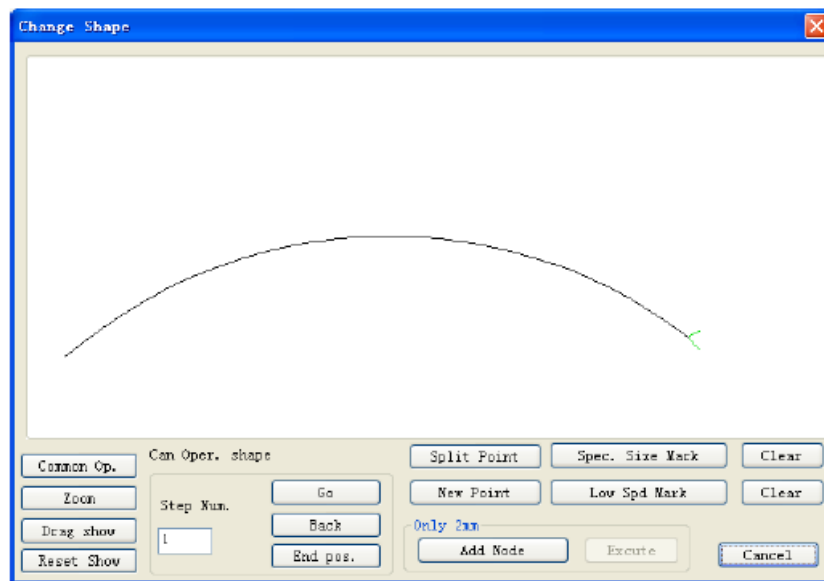 Change Shape
Common Op.
Zoom
Drag show
Reset Show
Can Oper. shape
Step Num.
1
Go
Back
End pos.
Split Point
Spec. Size Mark
Clear
New Point
Low Spd Mark
Clear
Only 2mm
Add Node
Excute
Cancel